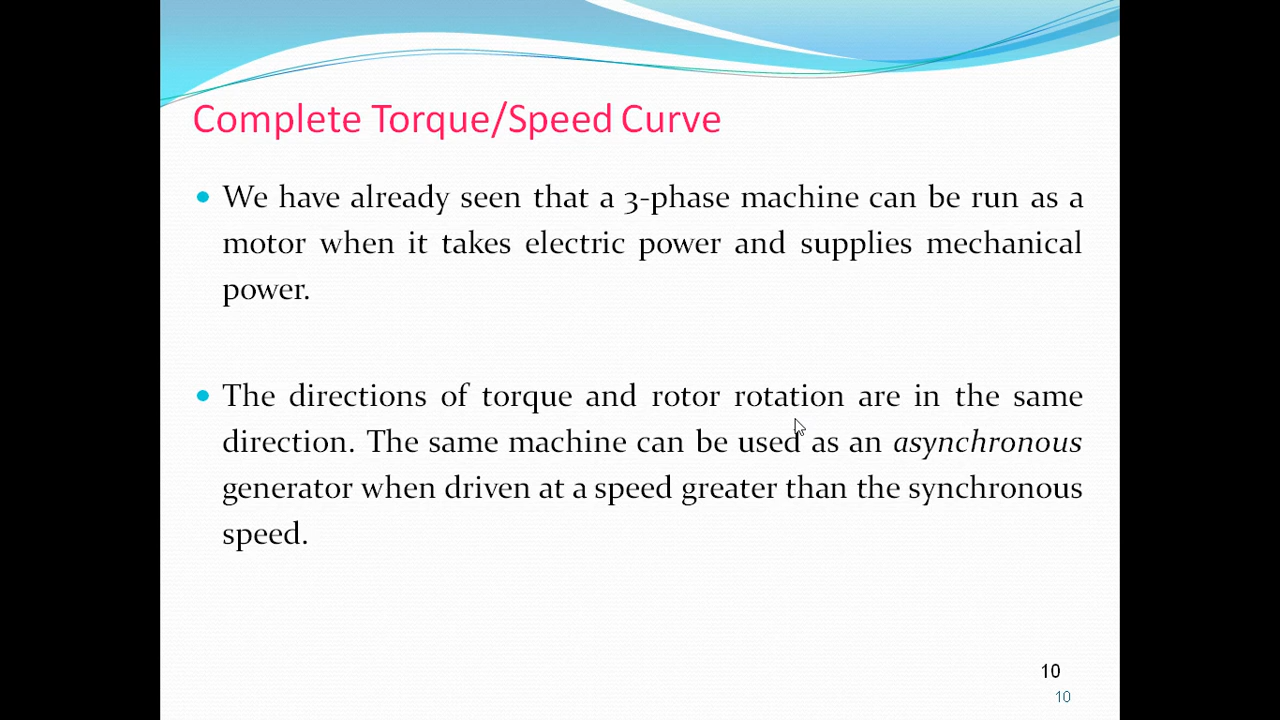 Complete Torque/Speed Curve
• We have already seen that a 3-phase machine can be run as a
motor when it takes electric power and supplies mechanical
power.
• The directions of torque and rotor rotation are in the same
direction. The same machine can be used as an asynchronous
generator when driven at a speed greater than the synchronous
speed.
10
10